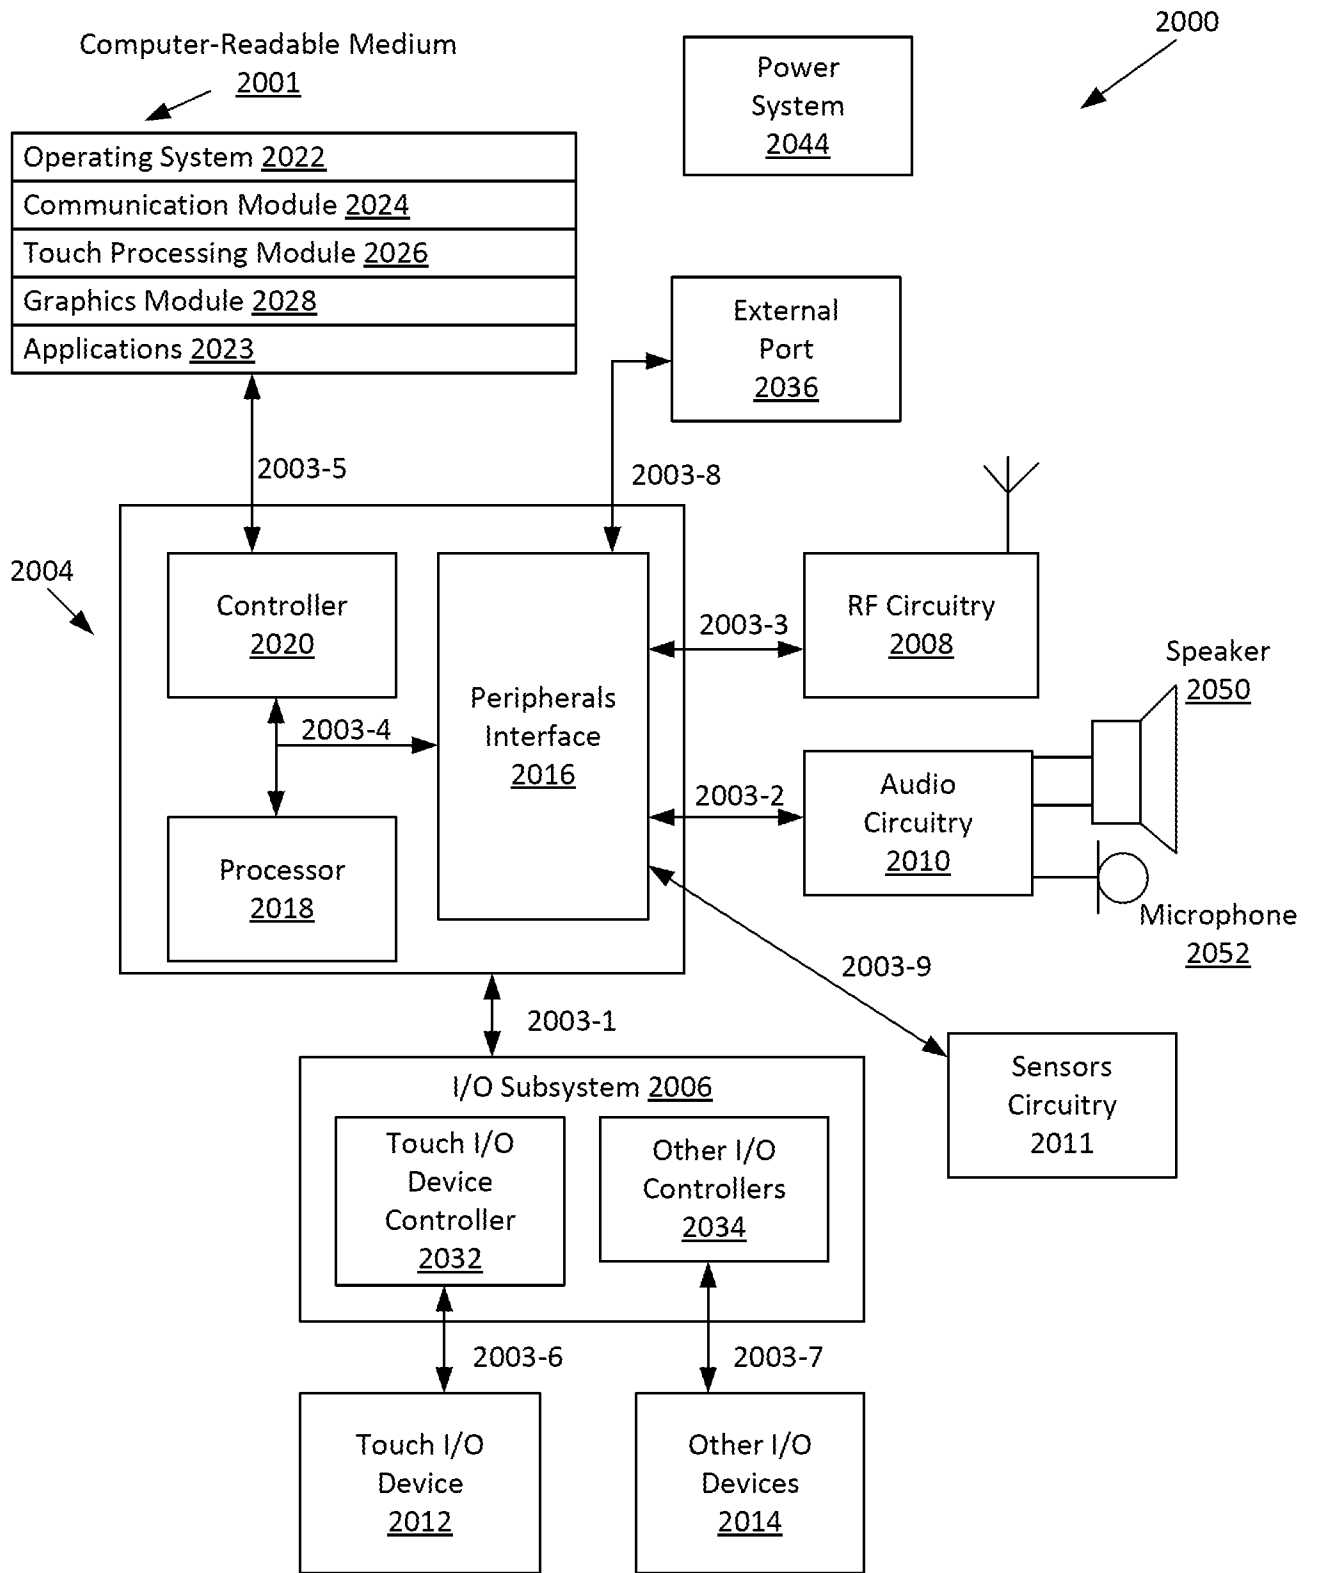 2000
Computer-Readable Medium
2001
Power
System
2044
Operating System 2022
Communication Module 2024
Touch Processing Module 2026
Graphics Module 2028
Applications 2023
External
Port
2036
2003-5
2003-8
2004
Controller
2020
RF Circuitry
2008
2003-3
Speaker
2050
Peripherals
Interface
2016
2003-4
2003-2
Audio
Circuitry
2010
Processor
2018
Microphone
2052
2003-9
2003-1
Sensors
Circuitry
2011
I/O Subsystem 2006
Touch I/O
Device
Controller
2032
Other I/O
Controllers
2034
2003-6
2003-7
Touch I/O
Device
2012
Other I/O
Devices
2014